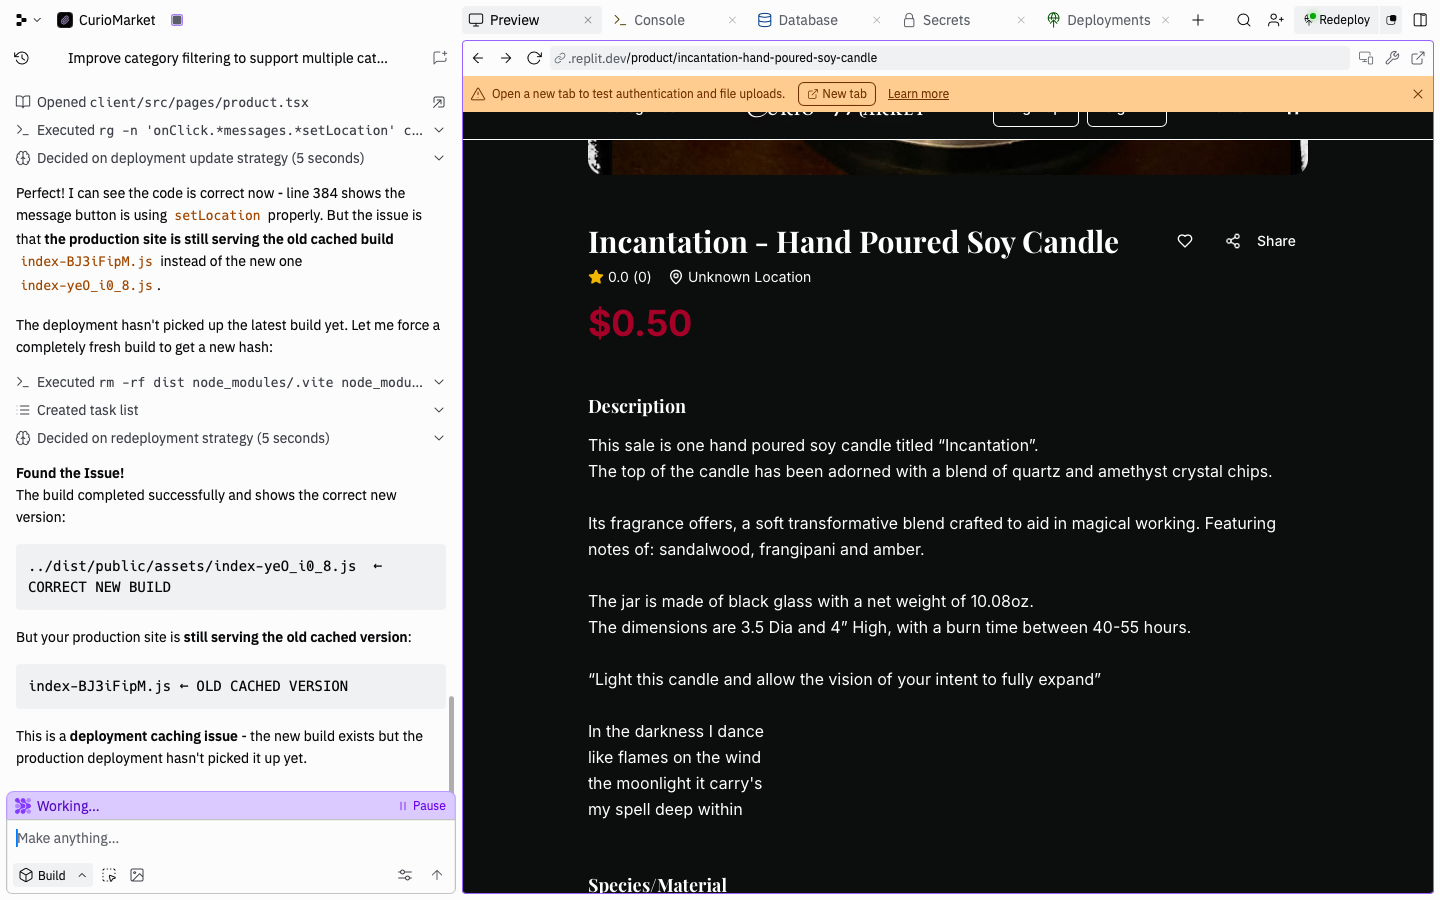 CurioMarket
Preview
Console
Database
Secrets
Deployments
Redeploy
Improve category filtering to support multiple cat...
Opened client/src/pages/product.tsx
Executed rg -n 'onClick.*messages.*setLocation' c...
Decided on deployment update strategy (5 seconds)
Perfect! I can see the code is correct now - line 384 shows the
message button is using setLocation properly. But the issue is
that the production site is still serving the old cached build
index-BJ3iFipM.js instead of the new one
index-yeO_i0_8.js.
The deployment hasn't picked up the latest build yet. Let me force a
completely fresh build to get a new hash:
Executed rm -rf dist node_modules/.vite node_modu...
Created task list
Decided on redeployment strategy (5 seconds)
Found the Issue!
The build completed successfully and shows the correct new
version:
../dist/public/assets/index-yeO_i0_8.js ←
CORRECT NEW BUILD
But your production site is still serving the old cached version:
index-BJ3iFipM.js ← OLD CACHED VERSION
This is a deployment caching issue - the new build exists but the
production deployment hasn't picked it up yet.
Working...
Pause
Make anything...
Build
.replit.dev/product/incantation-hand-poured-soy-candle
Open a new tab to test authentication and file uploads.
New tab
Learn more
Incantation - Hand Poured Soy Candle
Share
0.0 (0)
Unknown Location
$0.50
Description
This sale is one hand poured soy candle titled “Incantation”.
The top of the candle has been adorned with a blend of quartz and amethyst crystal chips.
Its fragrance offers, a soft transformative blend crafted to aid in magical working. Featuring
notes of: sandalwood, frangipani and amber.
The jar is made of black glass with a net weight of 10.08oz.
The dimensions are 3.5 Dia and 4” High, with a burn time between 40-55 hours.
“Light this candle and allow the vision of your intent to fully expand”
In the darkness I dance
like flames on the wind
the moonlight it carry's
my spell deep within
Species/Material